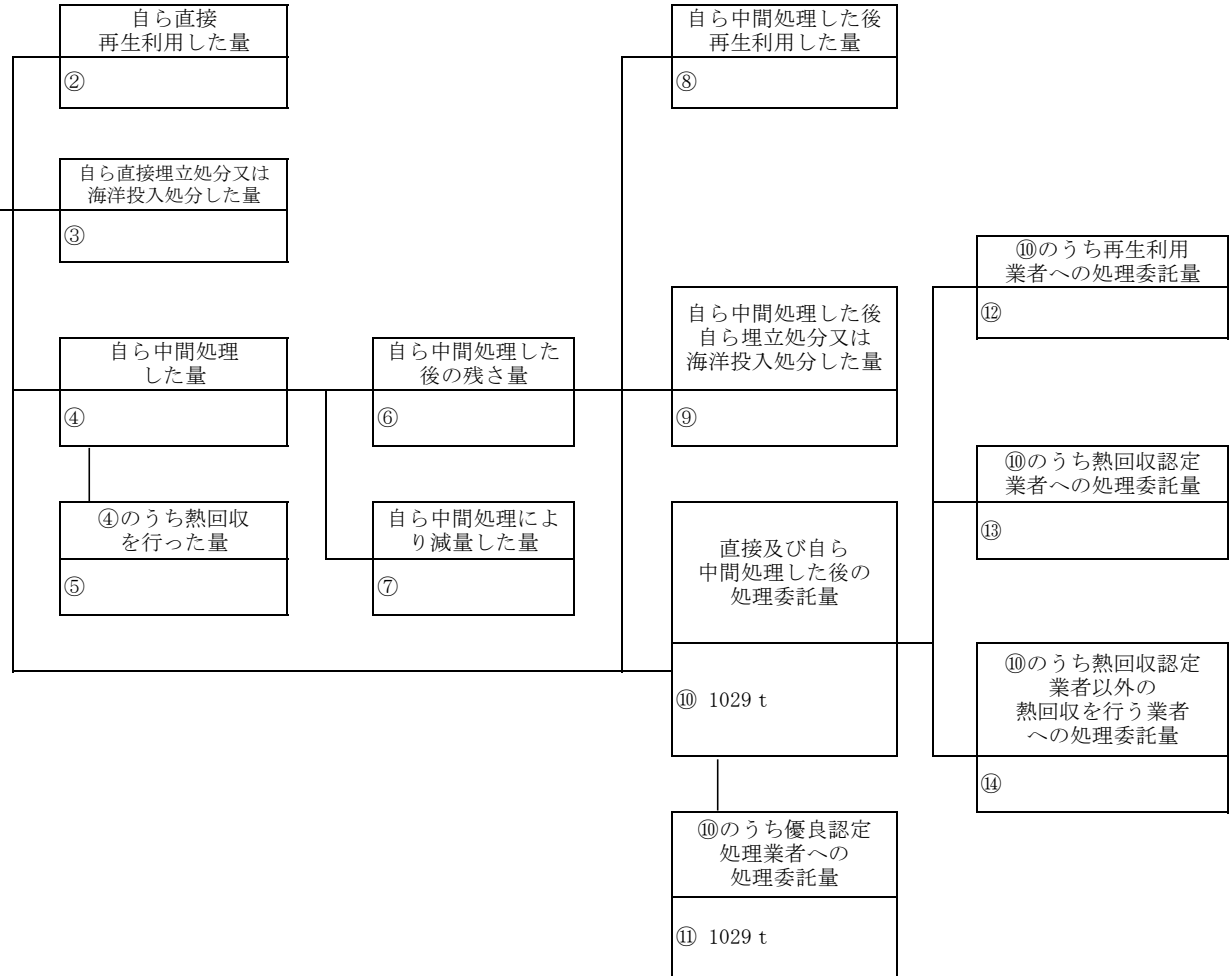 自ら直接
再生利用した量
②
自ら直接埋立処分又は
海洋投入処分した量
③
自ら中間処理
した量
④
④のうち熱回収
を行った量
⑤
自ら中間処理した
後の残さ量
⑥
自ら中間処理によ
り減量した量
⑦
自ら中間処理した後
再生利用した量
⑧
自ら中間処理した後
自ら埋立処分又は
海洋投入処分した量
⑨
直接及び自ら
中間処理した後の
処理委託量
⑩ 1029 t
⑩のうち優良認定
処理業者への
処理委託量
⑪ 1029 t
⑩のうち再生利用
業者への処理委託量
⑫
⑩のうち熱回収認定
業者への処理委託量
⑬
⑩のうち熱回収認定
業者以外の
熱回収を行う業者
への処理委託量
⑭